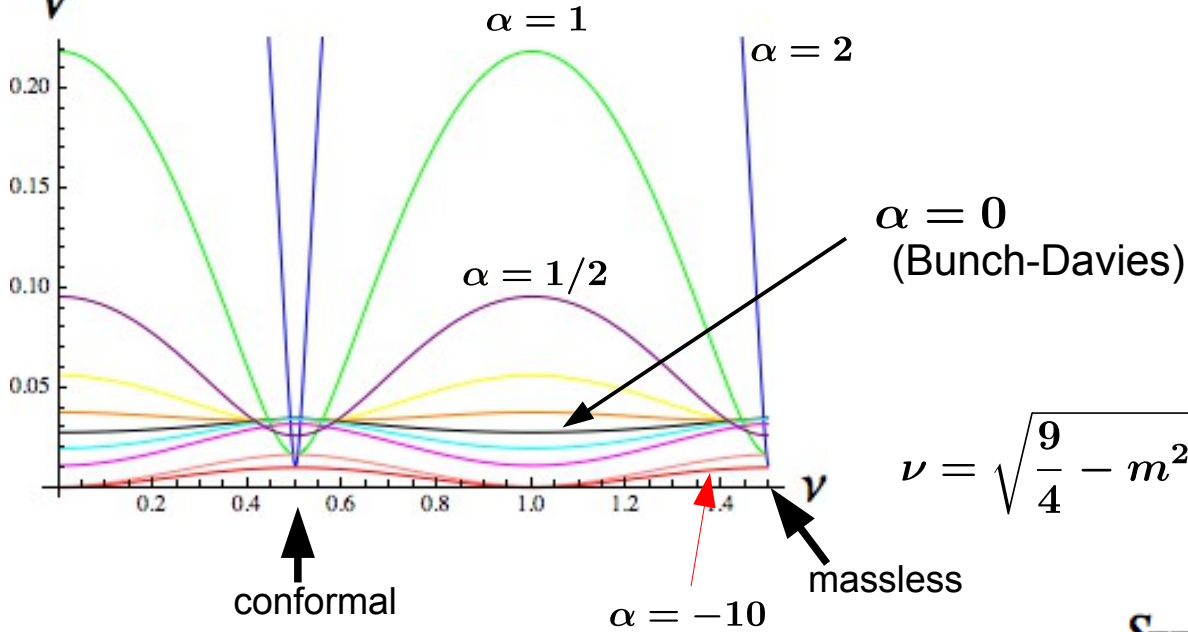 α = 1
α = 2
0.20
0.15
α = 0
(Bunch-Davies)
α = 1/2
0.10
0.05
ν = √(9/4 − m²)
0.2 0.4 0.6 0.8 1.0 1.2 1.4 ν
conformal
massless
α = −10